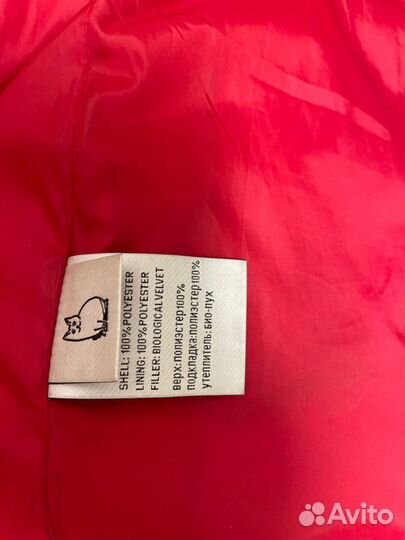 SHELL: 100%POLYESTER
LINING: 100%POLYESTER
FILLER: BIOLOGICALVELVET
верх:полиэстер100%
подкладка:полиэстер100%
утеплитель: био-пух
Avito